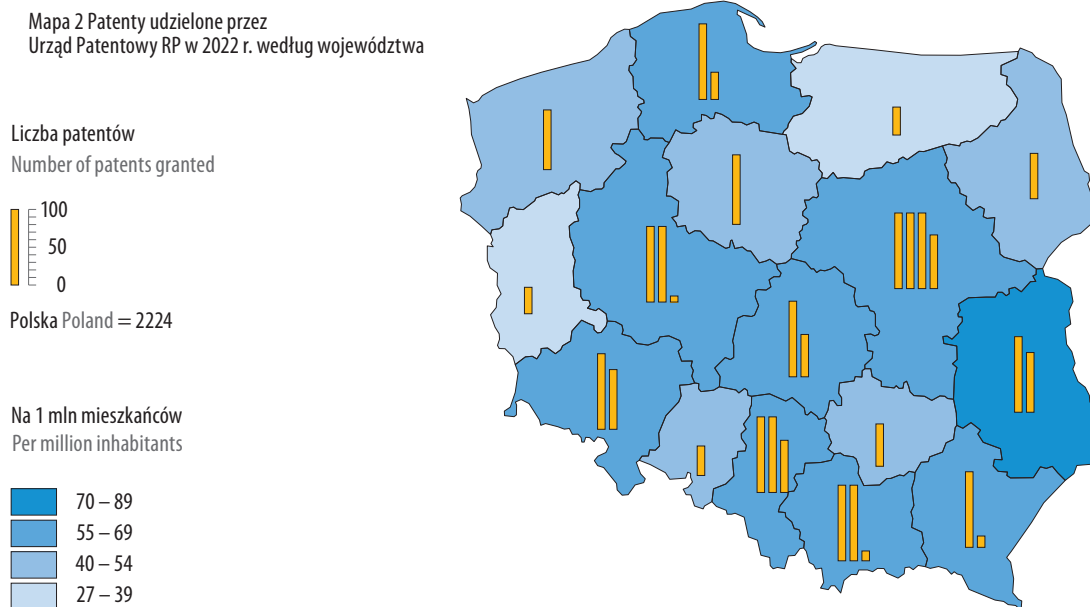 Mapa 2 Patenty udzielone przez
Urząd Patentowy RP w 2022 r. według województwa
Liczba patentów
Number of patents granted
100
50
0
Polska Poland = 2224
Na 1 mln mieszkańców
Per million inhabitants
70 – 89
55 – 69
40 – 54
27 – 39